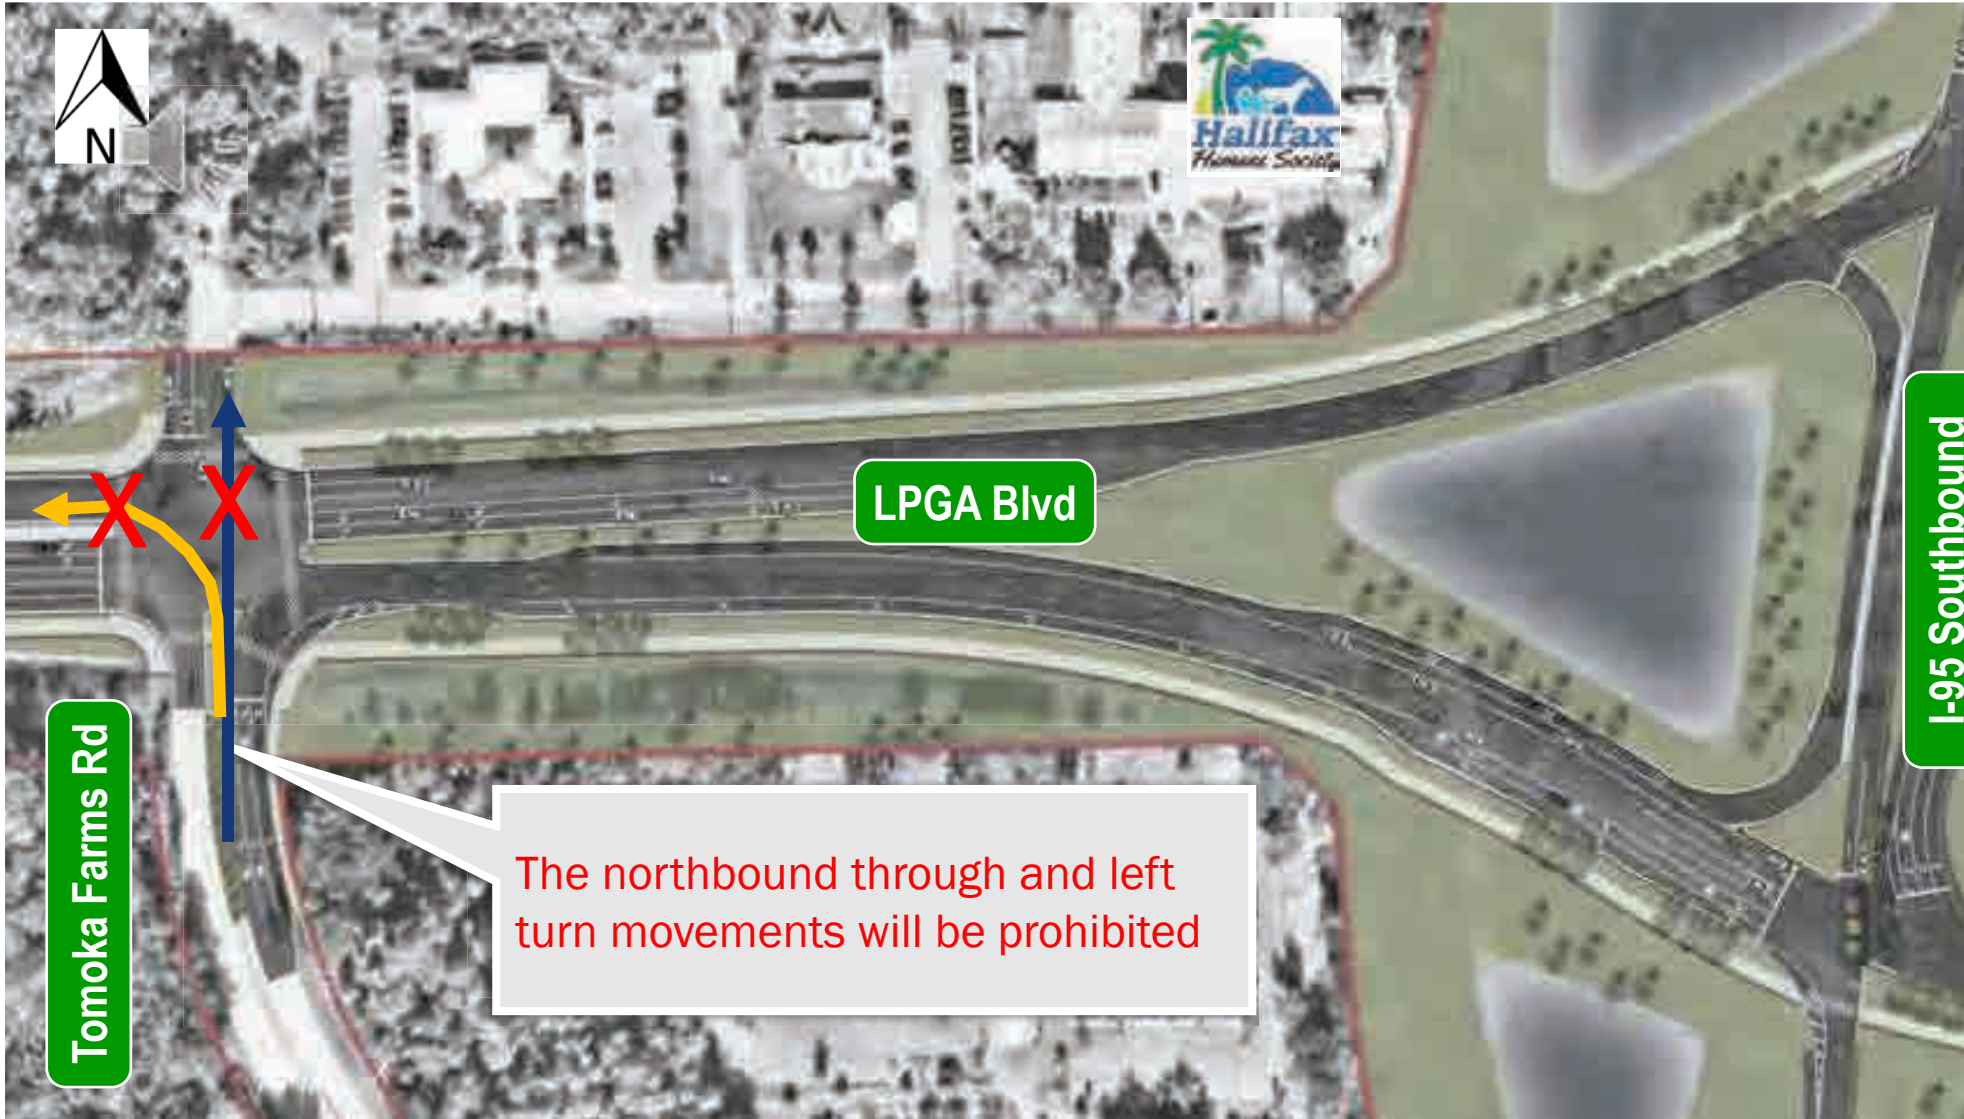 N
Halifax
Humane Society
LPGA Blvd
I-95 Southbound
Tomoka Farms Rd
The northbound through and left
turn movements will be prohibited